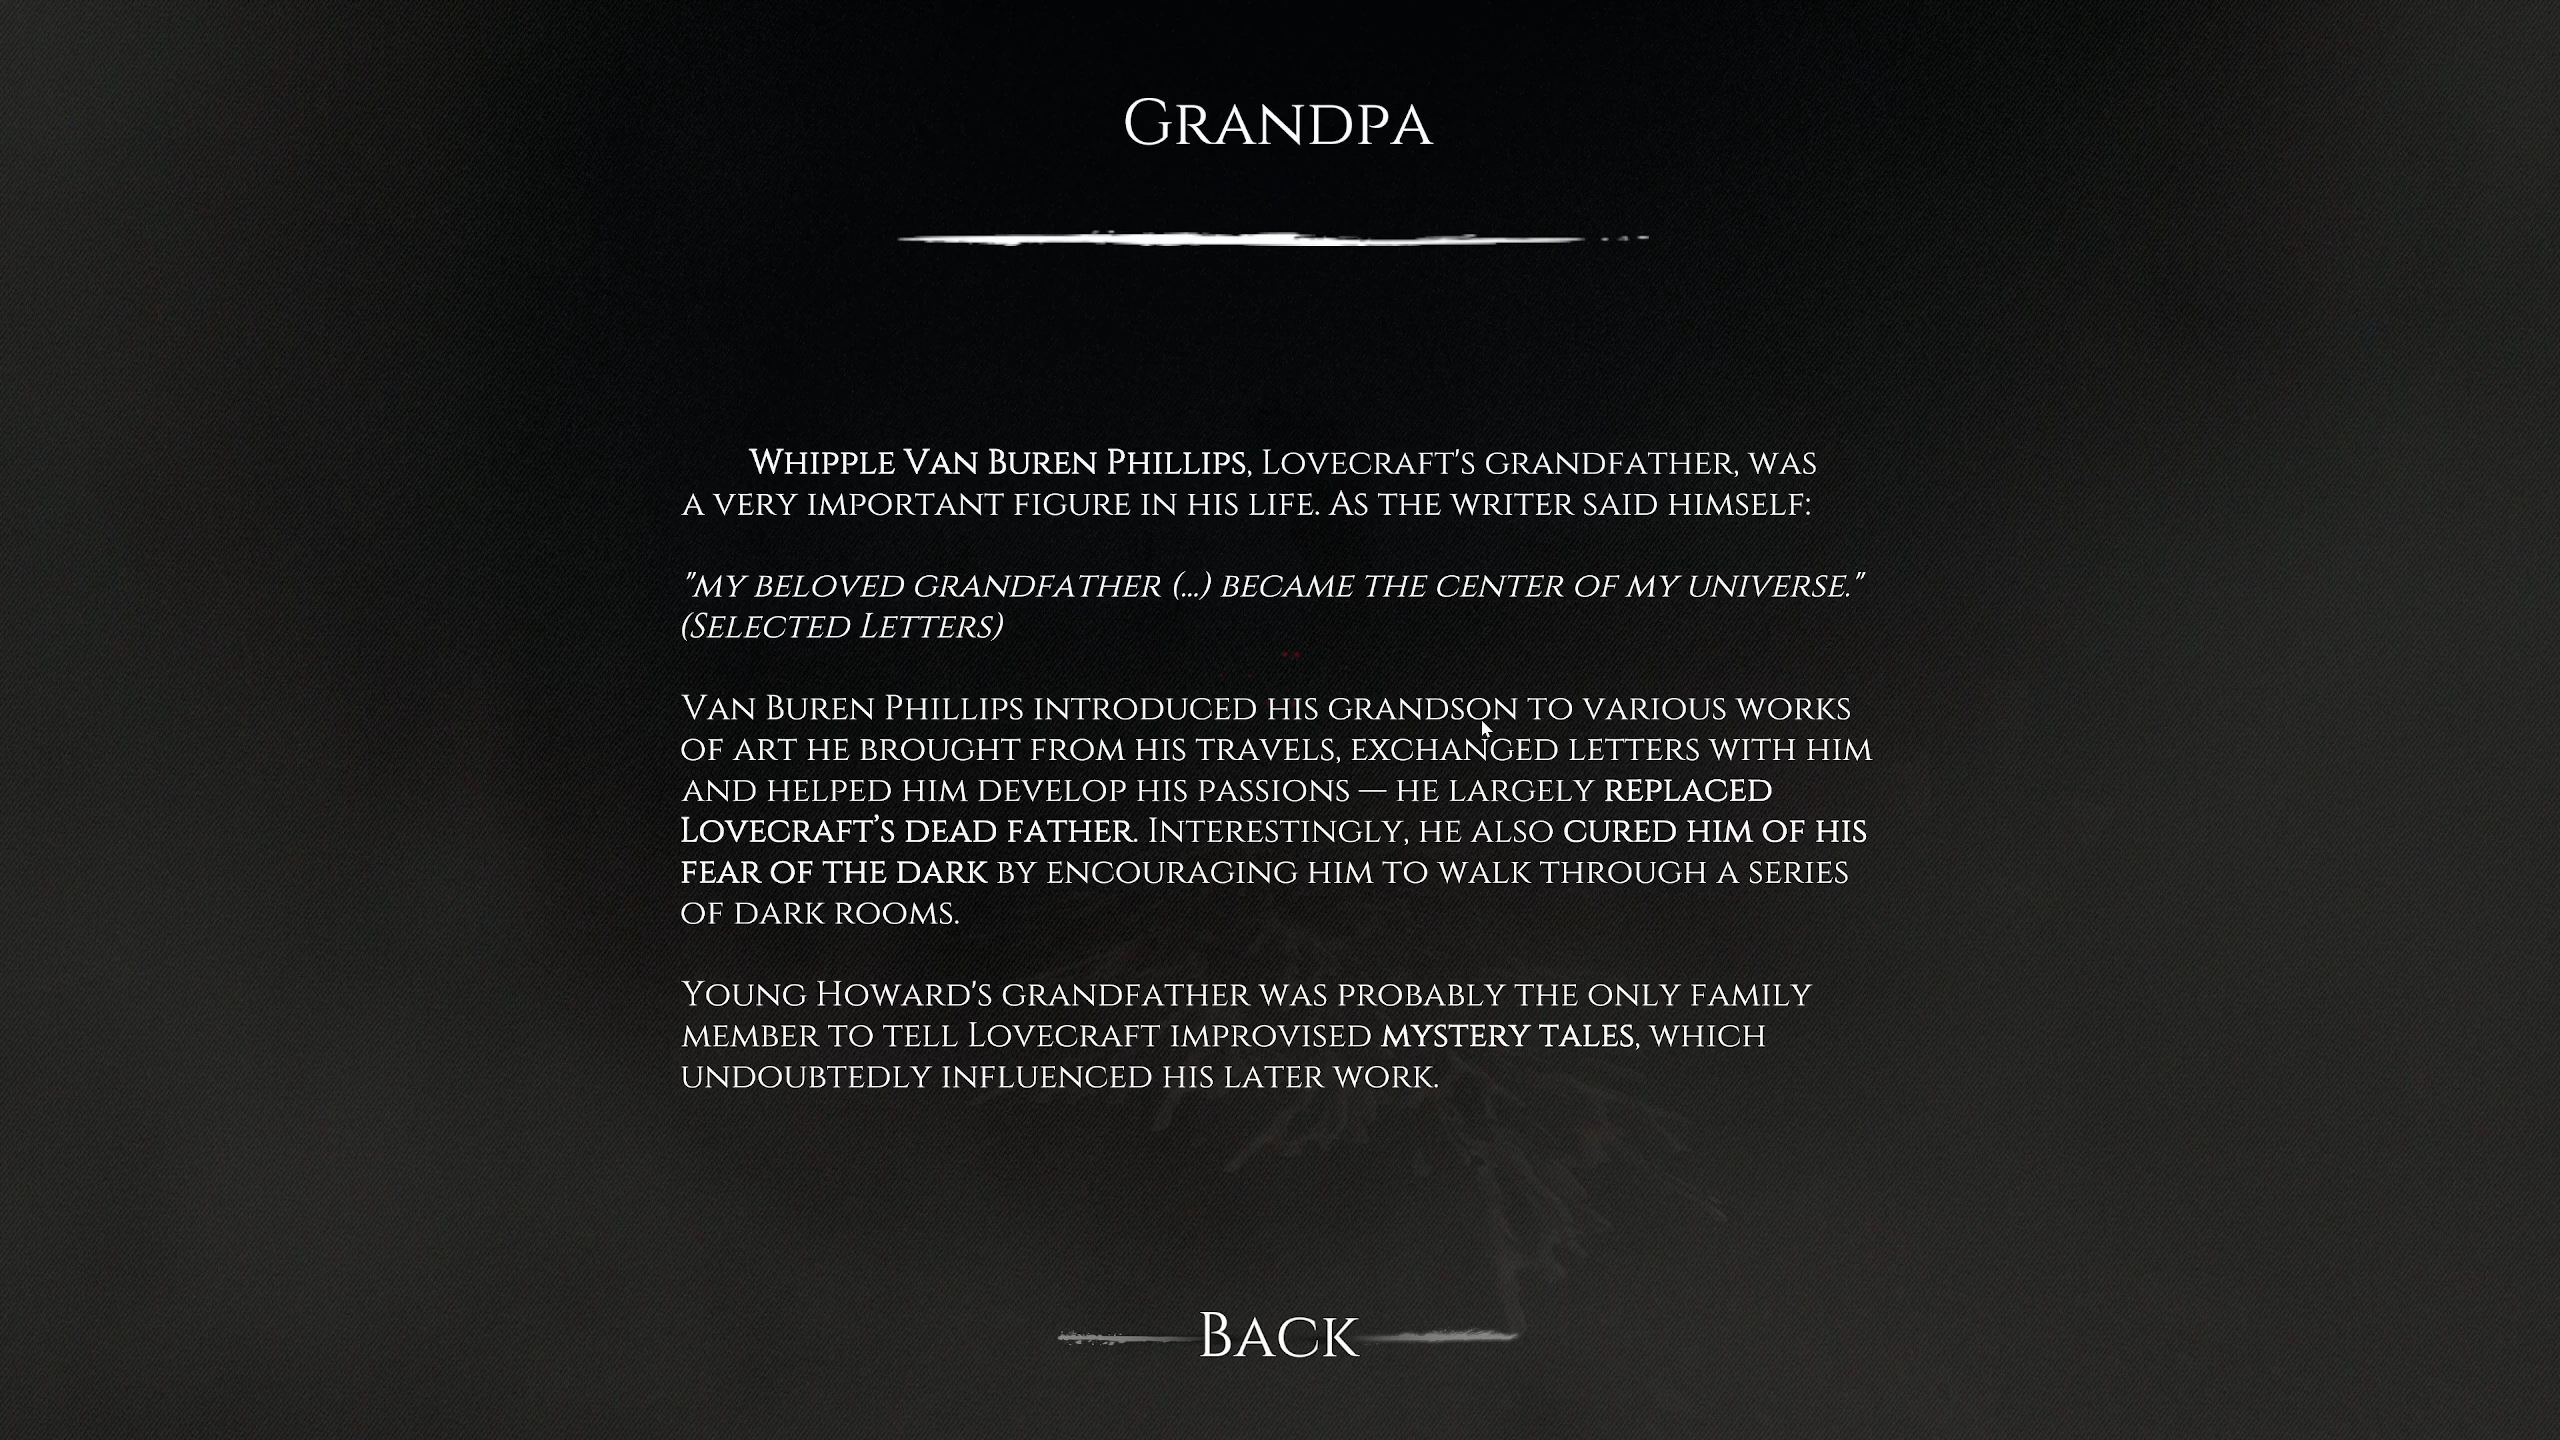 Grandpa
Whipple Van Buren Phillips, Lovecraft's grandfather, was
a very important figure in his life. As the writer said himself:
"my beloved grandfather (...) became the center of my universe."
(Selected Letters)
Van Buren Phillips introduced his grandson to various works
of art he brought from his travels, exchanged letters with him
and helped him develop his passions — he largely replaced
Lovecraft’s dead father. Interestingly, he also cured him of his
fear of the dark by encouraging him to walk through a series
of dark rooms.
Young Howard's grandfather was probably the only family
member to tell Lovecraft improvised mystery tales, which
undoubtedly influenced his later work.
Back